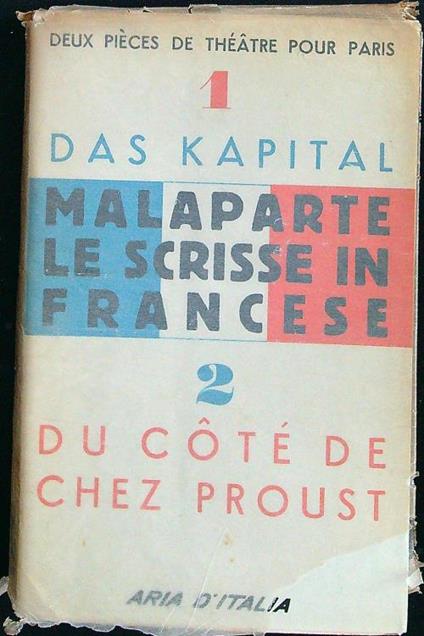 DEUX PIÈCES DE THÉÂTRE POUR PARIS
1
DAS KAPITAL
MALAPARTE
LE SCRISSE IN
FRANCESE
2
DU CÔTÉ DE
CHEZ PROUST
ARIA D'ITALIA